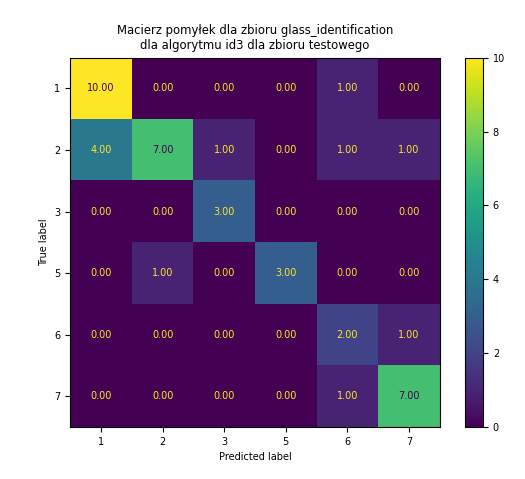 Macierz pomyłek dla zbioru glass_identification
dla algorytmu id3 dla zbioru testowego
True label
1 10.00 0.00 0.00 0.00 1.00 0.00
2 4.00 7.00 1.00 0.00 1.00 1.00
3 0.00 0.00 3.00 0.00 0.00 0.00
5 0.00 1.00 0.00 3.00 0.00 0.00
6 0.00 0.00 0.00 0.00 2.00 1.00
7 0.00 0.00 0.00 0.00 1.00 7.00
1 2 3 5 6 7
Predicted label
10
8
6
4
2
0